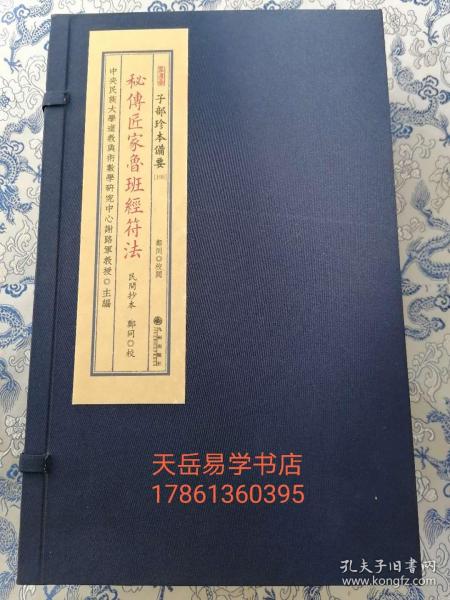 子部珍本備要
[108]
鄭同◎校閱
秘傳匠家魯班經符法
民間抄本 鄭同◎校
中央民族大學道教與術數學研究中心謝路軍教授◎主編
天岳易学书店
17861360395
孔夫子旧书网
www.kongfz.com